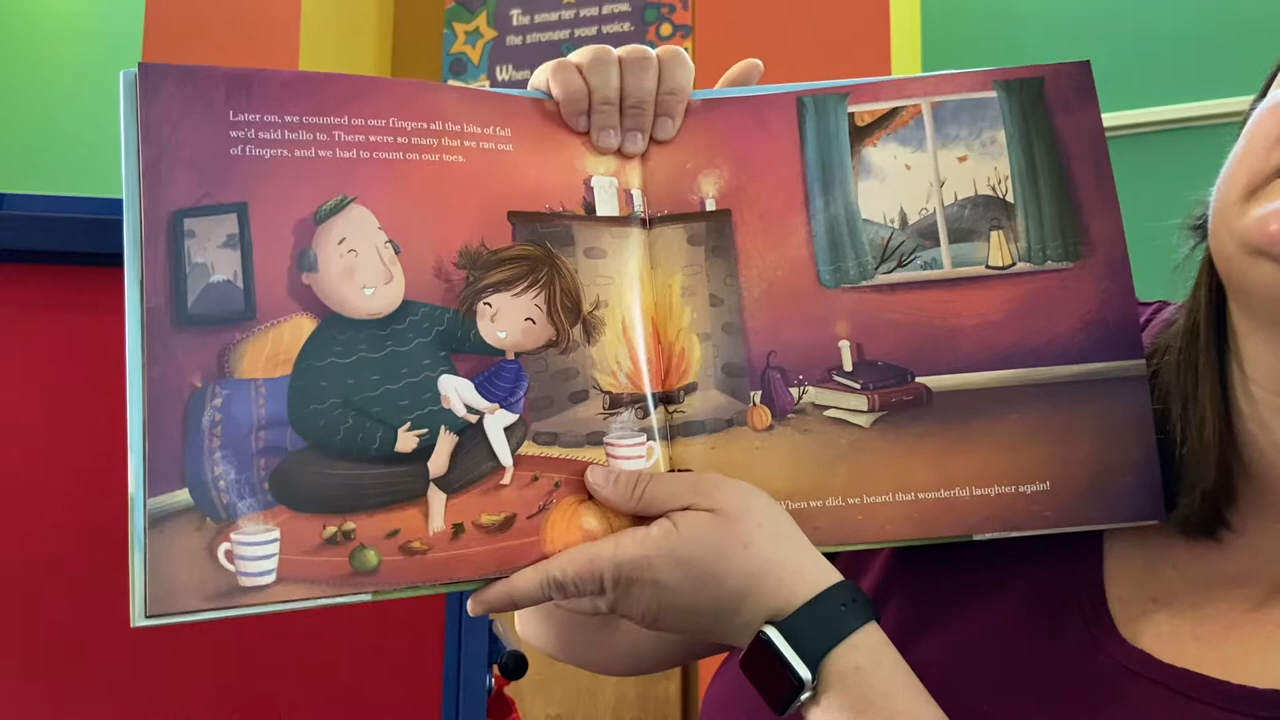 The smarter you grow,
the stronger your voice.
When
Later on, we counted on our fingers all the bits of fall
we'd said hello to. There were so many that we ran out
of fingers, and we had to count on our toes.
When we did, we heard that wonderful laughter again!